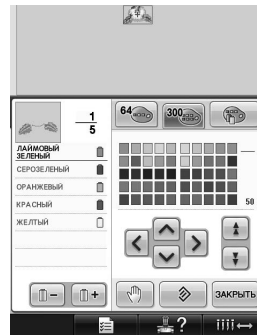 1
5
64
300
ЛАЙМОВЫЙ
ЗЕЛЕНЫЙ
СЕРОЗЕЛЕНЫЙ
ОРАНЖЕВЫЙ
КРАСНЫЙ
ЖЕЛТЫЙ
50
ЗАКРЫТЬ
?